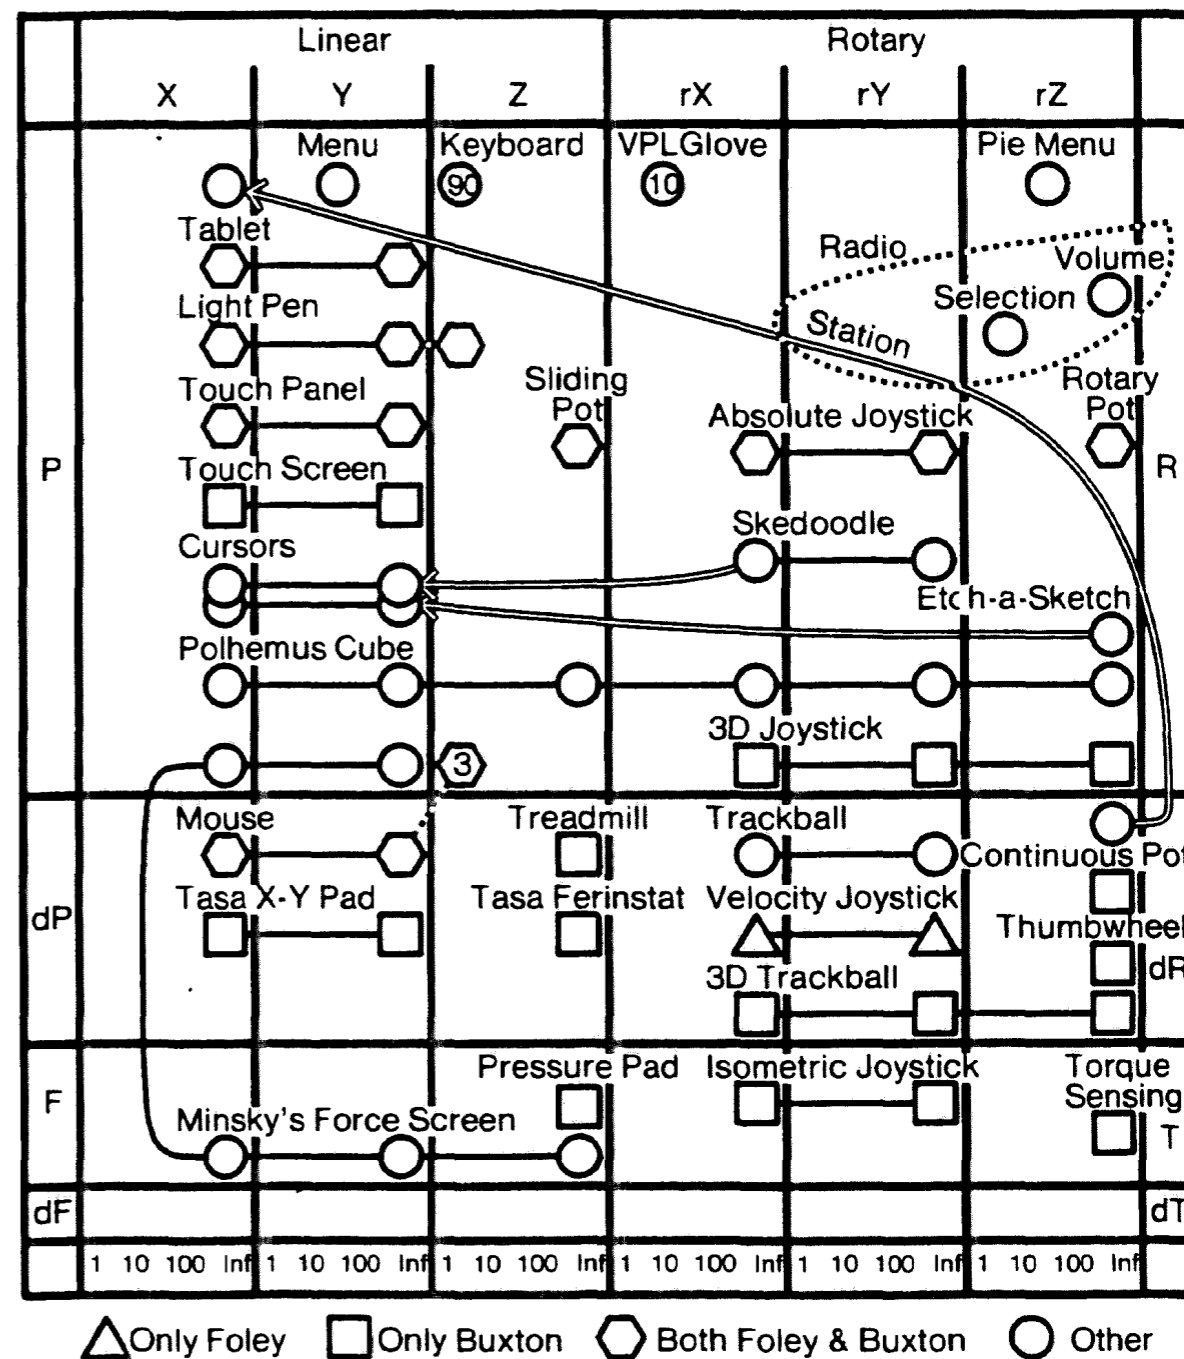 Linear Rotary
X Y Z rX rY rZ
Menu Keyboard VPLGlove Pie Menu
90 10
Tablet
Radio Volume
Light Pen Selection
Station
Touch Panel Sliding Pot Absolute Joystick Rotary Pot
P R
Touch Screen Skedoodle
Cursors
Etch-a-Sketch
Polhemus Cube
3D Joystick
3
Mouse Treadmill Trackball
Continuous Pot
Tasa X-Y Pad Tasa Ferinstat Velocity Joystick
dP Thumbwheel
3D Trackball dR
Pressure Pad Isometric Joystick Torque Sensing
F
Minsky's Force Screen T
dF dT
1 10 100 Inf 1 10 100 Inf 1 10 100 Inf 1 10 100 Inf 1 10 100 Inf 1 10 100 Inf
Only Foley Only Buxton Both Foley & Buxton Other